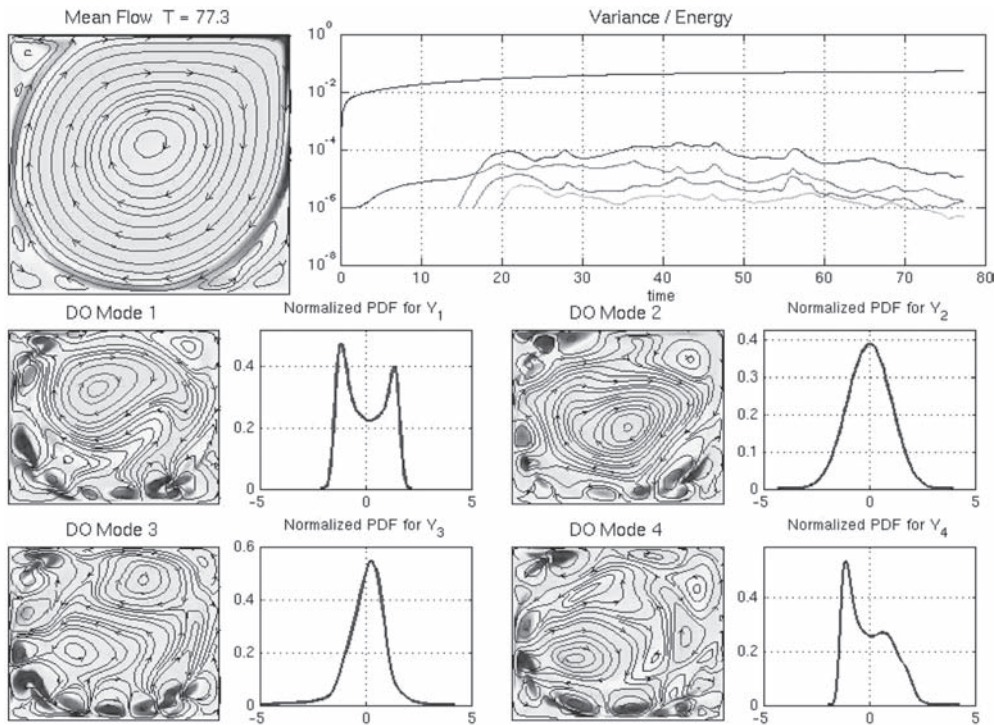 Mean Flow T = 77.3
Variance / Energy
10^0
10^-2
10^-4
10^-6
10^-8
0 10 20 30 40 50 60 70 80
time
DO Mode 1
Normalized PDF for Y_1
0.4
0.2
0
-5 0 5
DO Mode 2
Normalized PDF for Y_2
0.4
0.3
0.2
0.1
0
-5 0 5
DO Mode 3
Normalized PDF for Y_3
0.6
0.4
0.2
0
-5 0 5
DO Mode 4
Normalized PDF for Y_4
0.4
0.2
0
-5 0 5